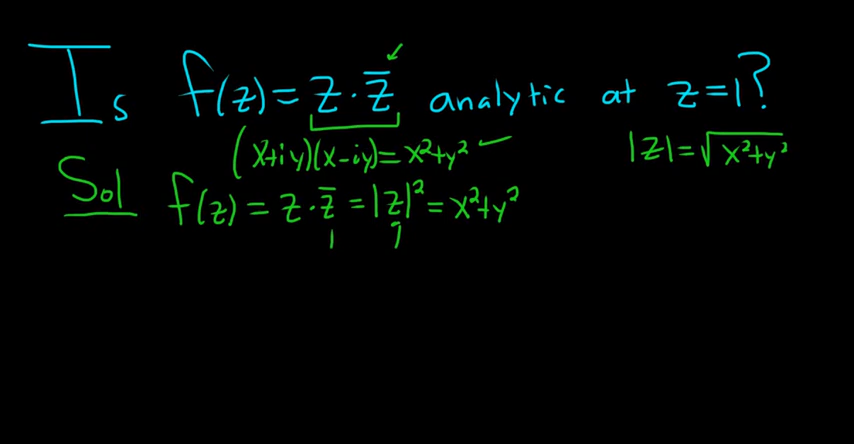 Is f(z) = z · z̅ analytic at z = 1?
(x+iy)(x-iy) = x²+y²
|z| = √x²+y²
Sol f(z) = z · z̅ = |z|² = x²+y²